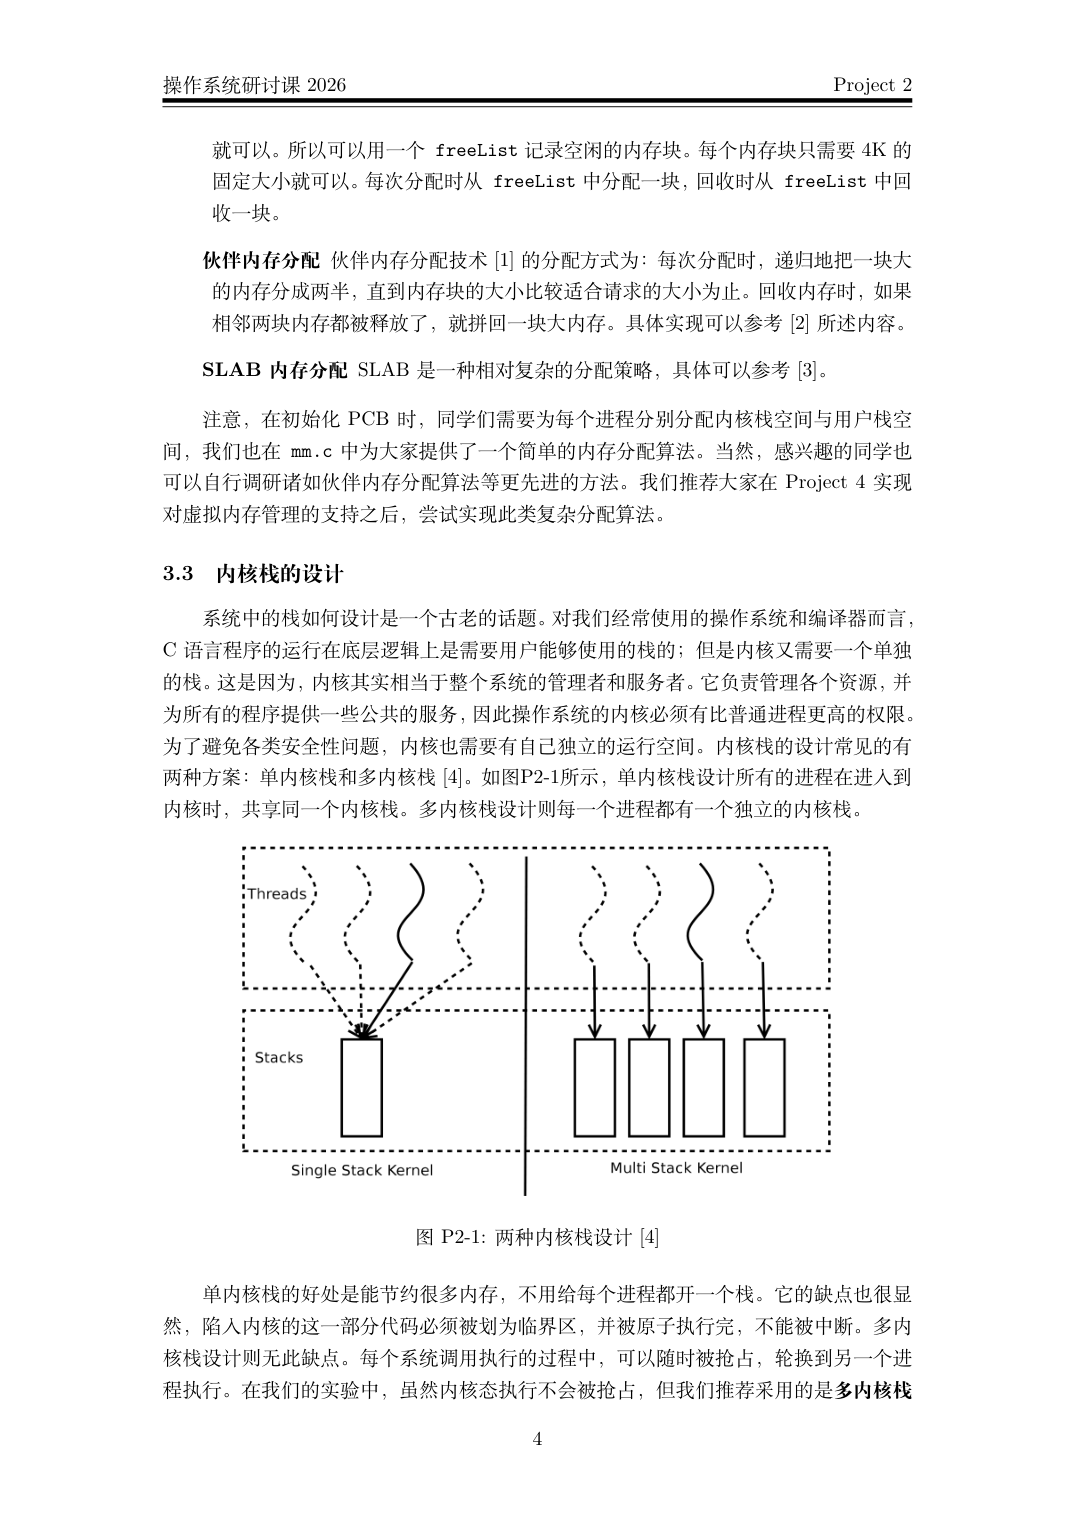 操作系统研讨课 2026 Project 2
就可以。所以可以用一个 freeList 记录空闲的内存块。每个内存块只需要 4K 的
固定大小就可以。每次分配时从 freeList 中分配一块，回收时从 freeList 中回
收一块。
伙伴内存分配 伙伴内存分配技术 [1] 的分配方式为：每次分配时，递归地把一块大
的内存分成两半，直到内存块的大小比较适合请求的大小为止。回收内存时，如果
相邻两块内存都被释放了，就拼回一块大内存。具体实现可以参考 [2] 所述内容。
SLAB 内存分配 SLAB 是一种相对复杂的分配策略，具体可以参考 [3]。
注意，在初始化 PCB 时，同学们需要为每个进程分别分配内核栈空间与用户栈空
间，我们也在 mm.c 中为大家提供了一个简单的内存分配算法。当然，感兴趣的同学也
可以自行调研诸如伙伴内存分配算法等更先进的方法。我们推荐大家在 Project 4 实现
对虚拟内存管理的支持之后，尝试实现此类复杂分配算法。
3.3 内核栈的设计
系统中的栈如何设计是一个古老的话题。对我们经常使用的操作系统和编译器而言，
C 语言程序的运行在底层逻辑上是需要用户能够使用的栈的；但是内核又需要一个单独
的栈。这是因为，内核其实相当于整个系统的管理者和服务者。它负责管理各个资源，并
为所有的程序提供一些公共的服务，因此操作系统的内核必须有比普通进程更高的权限。
为了避免各类安全性问题，内核也需要有自己独立的运行空间。内核栈的设计常见的有
两种方案：单内核栈和多内核栈 [4]。如图P2-1所示，单内核栈设计所有的进程在进入到
内核时，共享同一个内核栈。多内核栈设计则每一个进程都有一个独立的内核栈。
Threads
Stacks
Single Stack Kernel
Multi Stack Kernel
图 P2-1: 两种内核栈设计 [4]
单内核栈的好处是能节约很多内存，不用给每个进程都开一个栈。它的缺点也很显
然，陷入内核的这一部分代码必须被划为临界区，并被原子执行完，不能被中断。多内
核栈设计则无此缺点。每个系统调用执行的过程中，可以随时被抢占，轮换到另一个进
程执行。在我们的实验中，虽然内核态执行不会被抢占，但我们推荐采用的是多内核栈
4